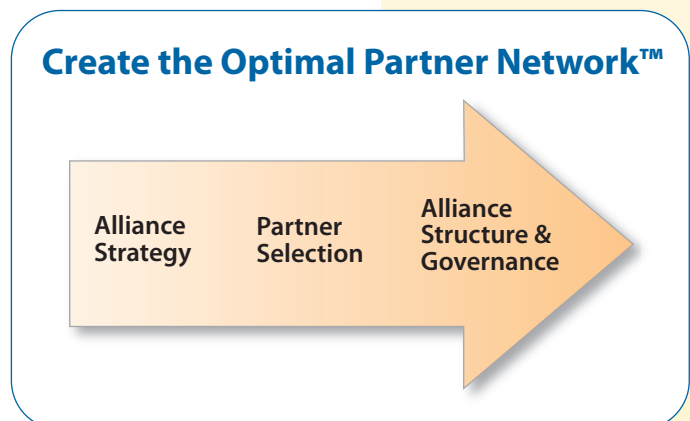 Create the Optimal Partner Network™
Alliance
Strategy
Partner
Selection
Alliance
Structure &
Governance